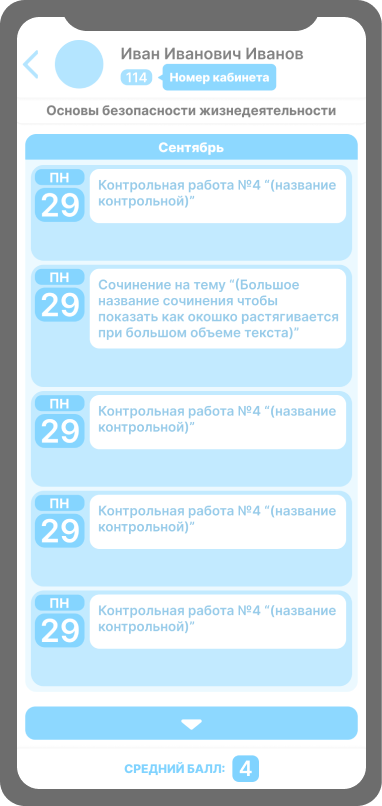 Иван Иванович Иванов
114 Номер кабинета
Основы безопасности жизнедеятельности
Сентябрь
ПН
29
Контрольная работа №4 “(название
контрольной)”
ПН
29
Сочинение на тему “(Большое
название сочинения чтобы
показать как окошко растягивается
при большом объеме текста)”
ПН
29
Контрольная работа №4 “(название
контрольной)”
ПН
29
Контрольная работа №4 “(название
контрольной)”
ПН
29
Контрольная работа №4 “(название
контрольной)”
СРЕДНИЙ БАЛЛ: 4